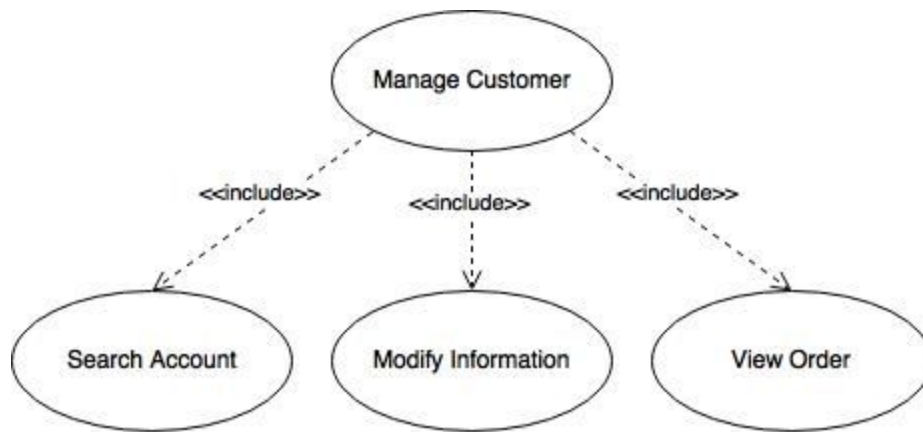 Manage Customer
<<include>>
<<include>>
<<include>>
Search Account
Modify Information
View Order